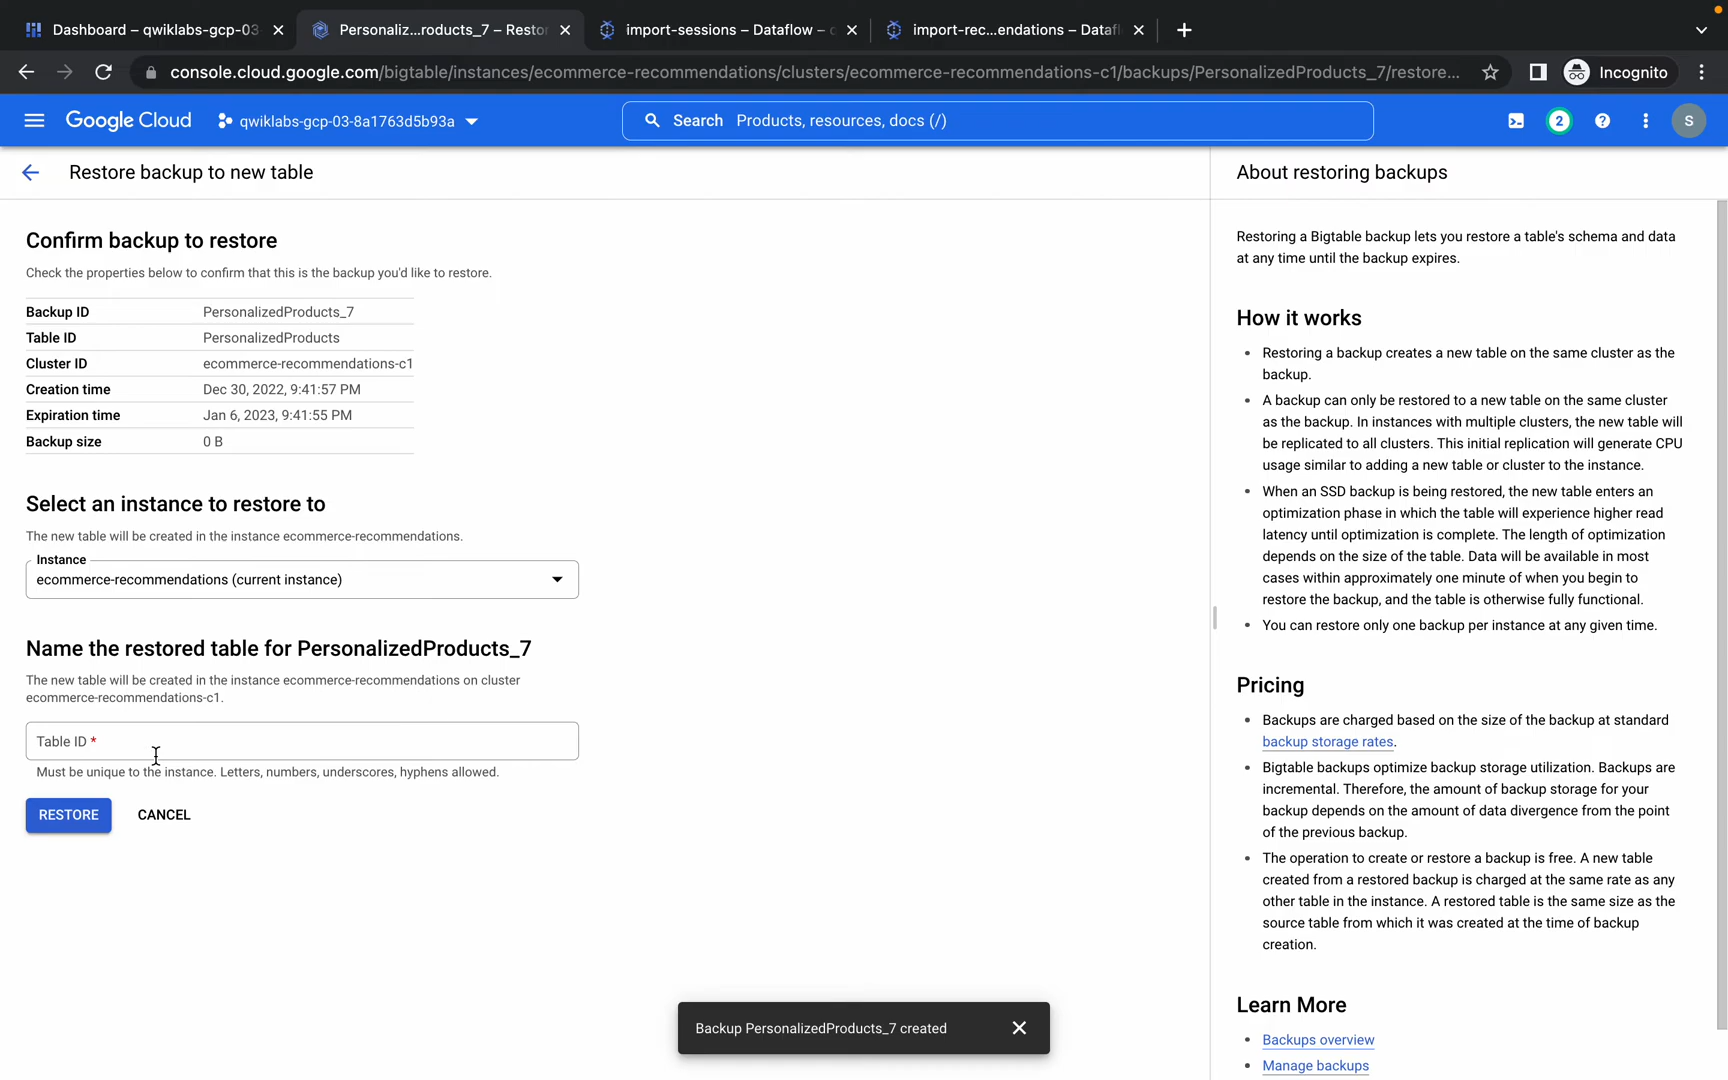 Dashboard – qwiklabs-gcp-03
Personaliz...roducts_7 – Restor
import-sessions – Dataflow –
import-rec...endations – Datafl
console.cloud.google.com/bigtable/instances/ecommerce-recommendations/clusters/ecommerce-recommendations-c1/backups/PersonalizedProducts_7/restore...
Incognito
Google Cloud
qwiklabs-gcp-03-8a1763d5b93a
Search Products, resources, docs (/)
2
S
Restore backup to new table
Confirm backup to restore
Check the properties below to confirm that this is the backup you'd like to restore.
Backup ID PersonalizedProducts_7
Table ID PersonalizedProducts
Cluster ID ecommerce-recommendations-c1
Creation time Dec 30, 2022, 9:41:57 PM
Expiration time Jan 6, 2023, 9:41:55 PM
Backup size 0 B
Select an instance to restore to
The new table will be created in the instance ecommerce-recommendations.
Instance
ecommerce-recommendations (current instance)
Name the restored table for PersonalizedProducts_7
The new table will be created in the instance ecommerce-recommendations on cluster
ecommerce-recommendations-c1.
Table ID *
Must be unique to the instance. Letters, numbers, underscores, hyphens allowed.
RESTORE CANCEL
About restoring backups
Restoring a Bigtable backup lets you restore a table's schema and data
at any time until the backup expires.
How it works
• Restoring a backup creates a new table on the same cluster as the
backup.
• A backup can only be restored to a new table on the same cluster
as the backup. In instances with multiple clusters, the new table will
be replicated to all clusters. This initial replication will generate CPU
usage similar to adding a new table or cluster to the instance.
• When an SSD backup is being restored, the new table enters an
optimization phase in which the table will experience higher read
latency until optimization is complete. The length of optimization
depends on the size of the table. Data will be available in most
cases within approximately one minute of when you begin to
restore the backup, and the table is otherwise fully functional.
• You can restore only one backup per instance at any given time.
Pricing
• Backups are charged based on the size of the backup at standard
backup storage rates.
• Bigtable backups optimize backup storage utilization. Backups are
incremental. Therefore, the amount of backup storage for your
backup depends on the amount of data divergence from the point
of the previous backup.
• The operation to create or restore a backup is free. A new table
created from a restored backup is charged at the same rate as any
other table in the instance. A restored table is the same size as the
source table from which it was created at the time of backup
creation.
Learn More
• Backups overview
• Manage backups
Backup PersonalizedProducts_7 created